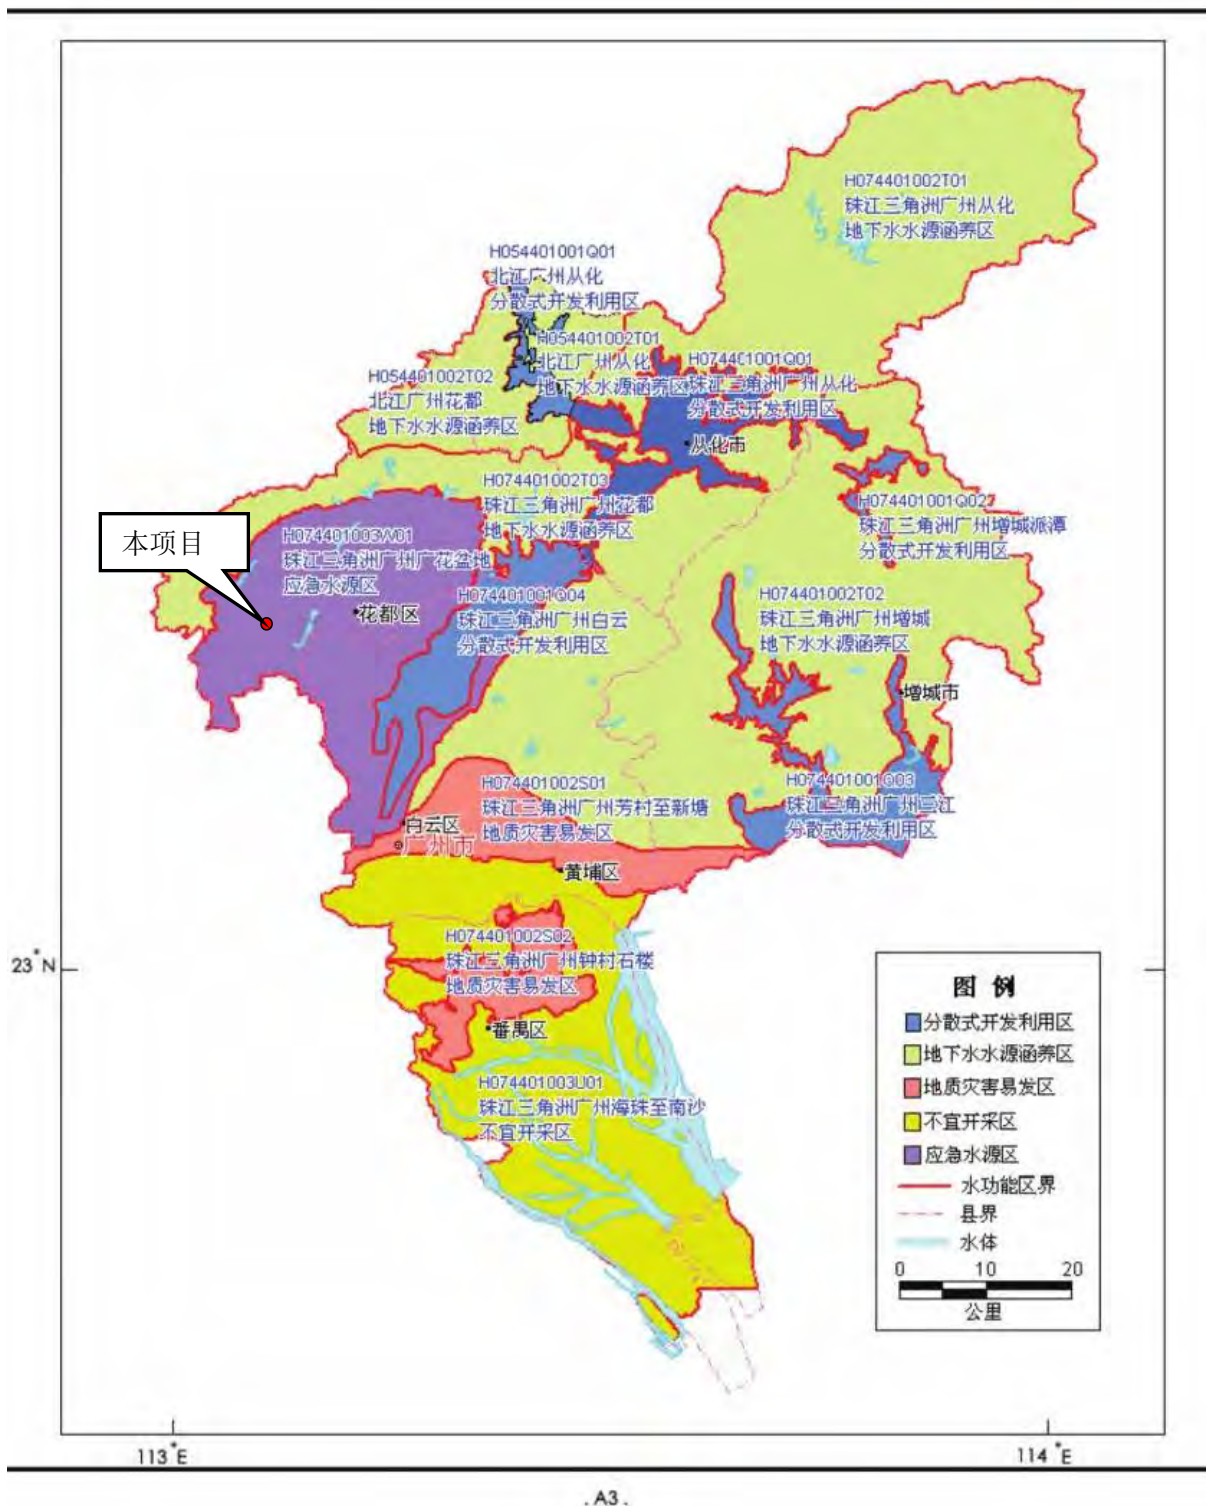 H074401002T01
珠江三角洲广州从化
地下水水源涵养区
H054401001Q01
北江广州从化
分散式开发利用区
H054401002T01
北江广州从化
地下水水源涵养区
H074401001Q01
珠江三角洲广州从化
分散式开发利用区
H054401002T02
北江广州花都
地下水水源涵养区
从化市
H074401002T03
珠江三角洲广州花都
地下水水源涵养区
H074401001Q02
珠江三角洲广州增城派潭
分散式开发利用区
本项目
H074401003W01
珠江三角洲广州广花盆地
应急水源区
花都区
H074401001Q04
珠江三角洲广州白云
分散式开发利用区
H074401002T02
珠江三角洲广州增城
地下水水源涵养区
增城市
H074401002S01
珠江三角洲广州芳村至新塘
地质灾害易发区
H074401001Q03
珠江三角洲广州三江
分散式开发利用区
白云区
广州市
黄埔区
H074401002S02
珠江三角洲广州钟村石楼
地质灾害易发区
番禺区
H074401003U01
珠江三角洲广州海珠至南沙
不宜开采区
23°N
图 例
分散式开发利用区
地下水水源涵养区
地质灾害易发区
不宜开采区
应急水源区
水功能区界
县界
水体
0 10 20
公里
113°E
114°E
. A3 .